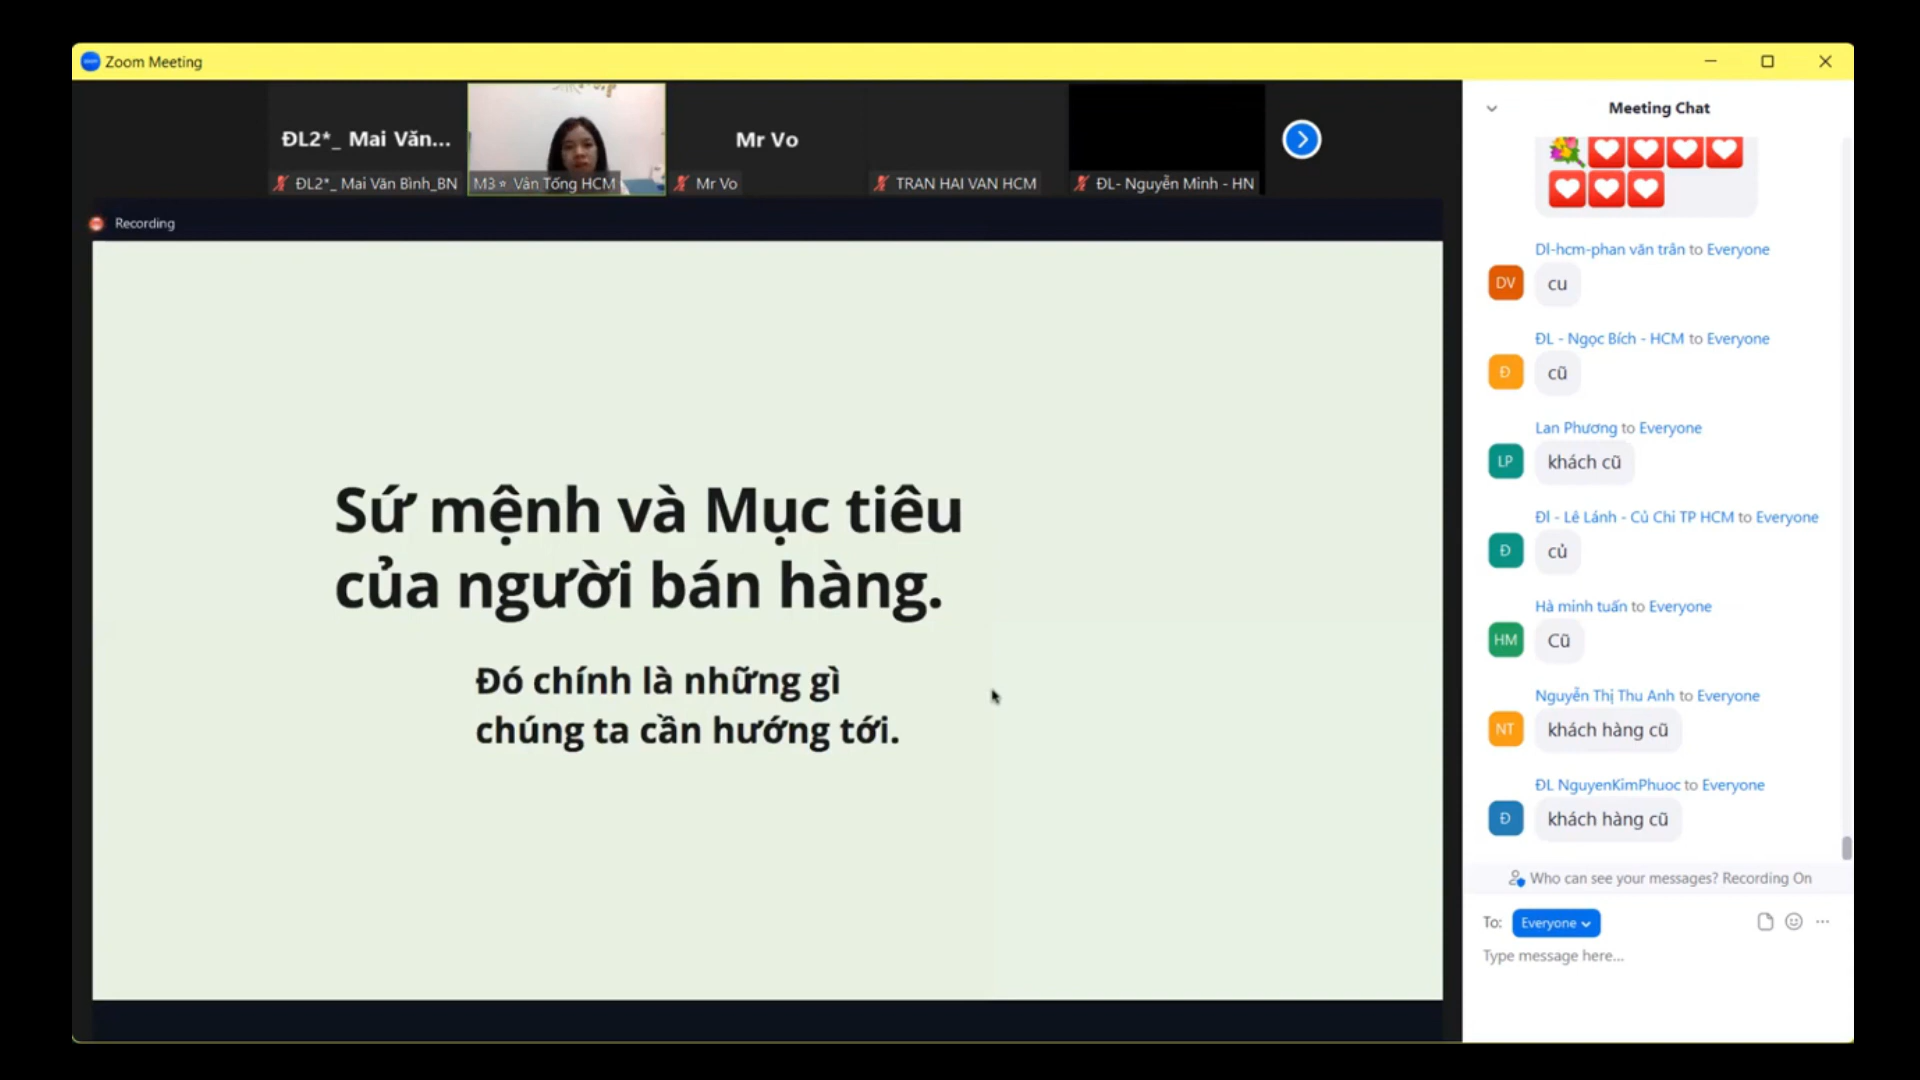 Zoom Meeting
ĐL2*_ Mai Văn...
Mr Vo
ĐL2*_ Mai Văn Bình_BN
M3⭐ Vân Tống HCM
Mr Vo
TRAN HAI VAN HCM
ĐL- Nguyễn Minh - HN
Recording
Sứ mệnh và Mục tiêu
của người bán hàng.
Đó chính là những gì
chúng ta cần hướng tới.
Meeting Chat
Dl-hcm-phan văn trân to Everyone
DV
cu
ĐL - Ngọc Bích - HCM to Everyone
Đ
cũ
Lan Phương to Everyone
LP
khách cũ
Đl - Lê Lánh - Củ Chi TP HCM to Everyone
Đ
củ
Hà minh tuấn to Everyone
HM
Cũ
Nguyễn Thị Thu Anh to Everyone
NT
khách hàng cũ
ĐL NguyenKimPhuoc to Everyone
Đ
khách hàng cũ
Who can see your messages? Recording On
To: Everyone
Type message here...